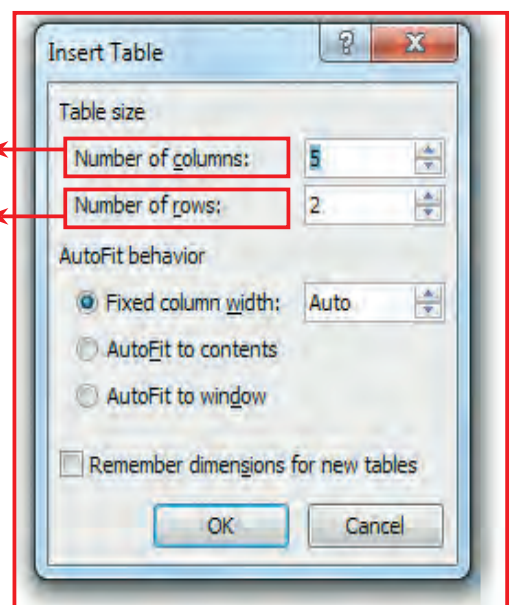 Insert Table
Table size
Number of columns: 5
Number of rows: 2
AutoFit behavior
Fixed column width: Auto
AutoFit to contents
AutoFit to window
Remember dimensions for new tables
OK Cancel